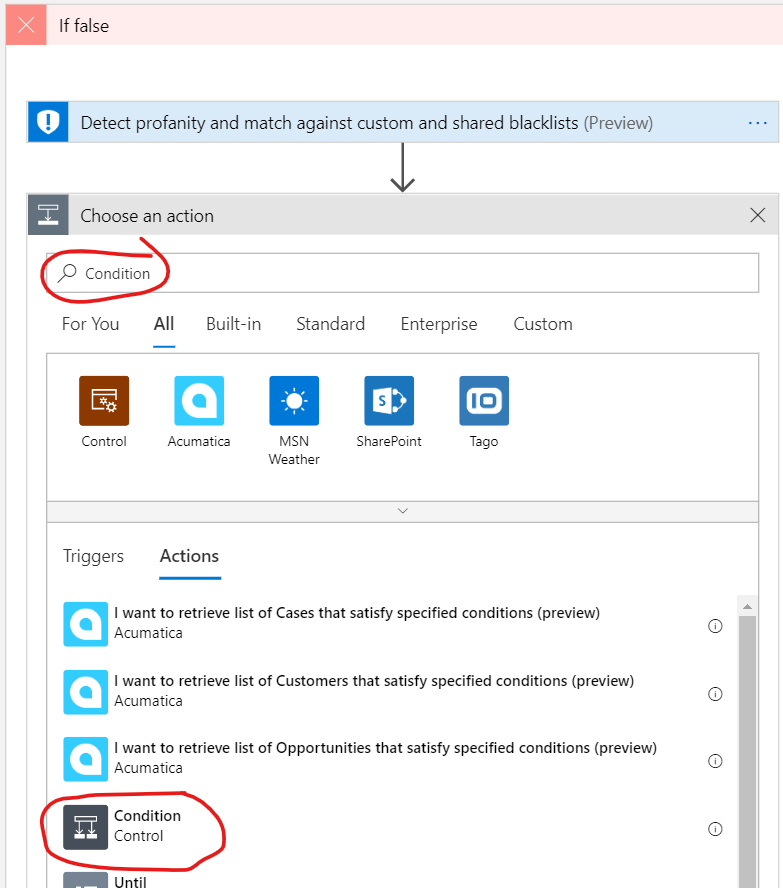 If false
Detect profanity and match against custom and shared blacklists (Preview)
Choose an action
Condition
For You All Built-in Standard Enterprise Custom
Control Acumatica MSN Weather SharePoint Tago
Triggers Actions
I want to retrieve list of Cases that satisfy specified conditions (preview)
Acumatica
I want to retrieve list of Customers that satisfy specified conditions (preview)
Acumatica
I want to retrieve list of Opportunities that satisfy specified conditions (preview)
Acumatica
Condition
Control
Until